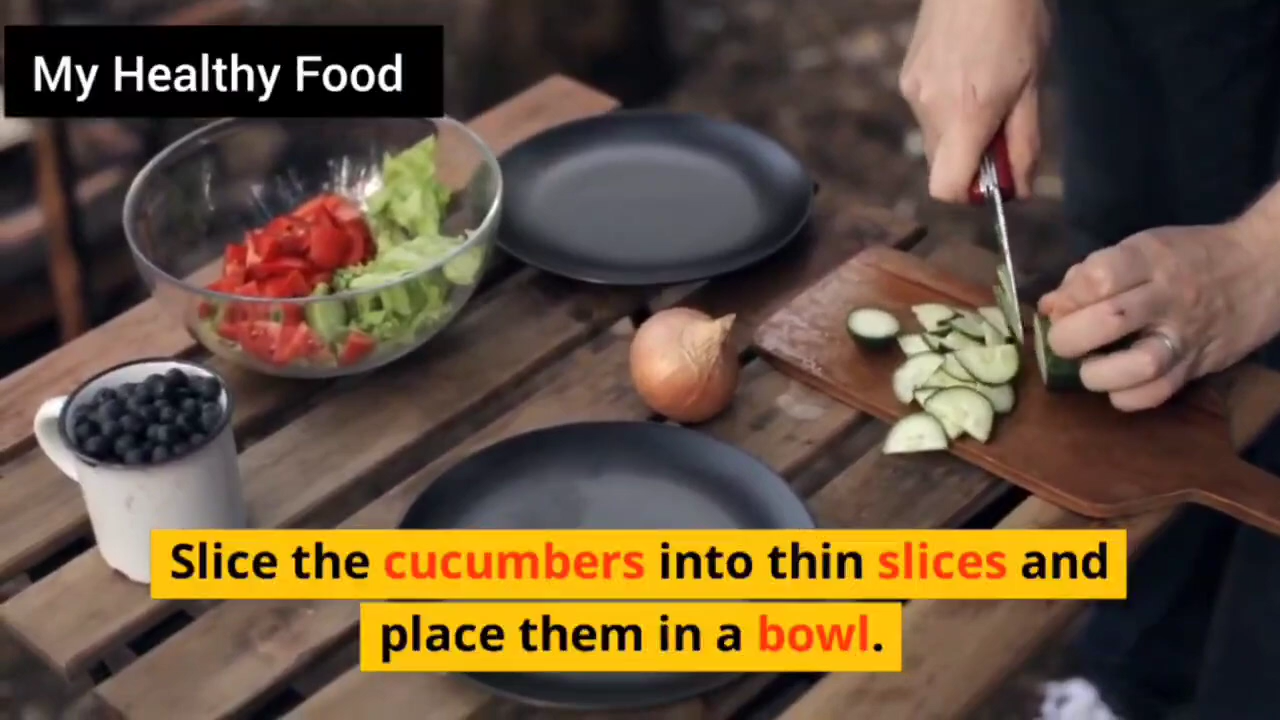 My Healthy Food
Slice the cucumbers into thin slices and
place them in a bowl.